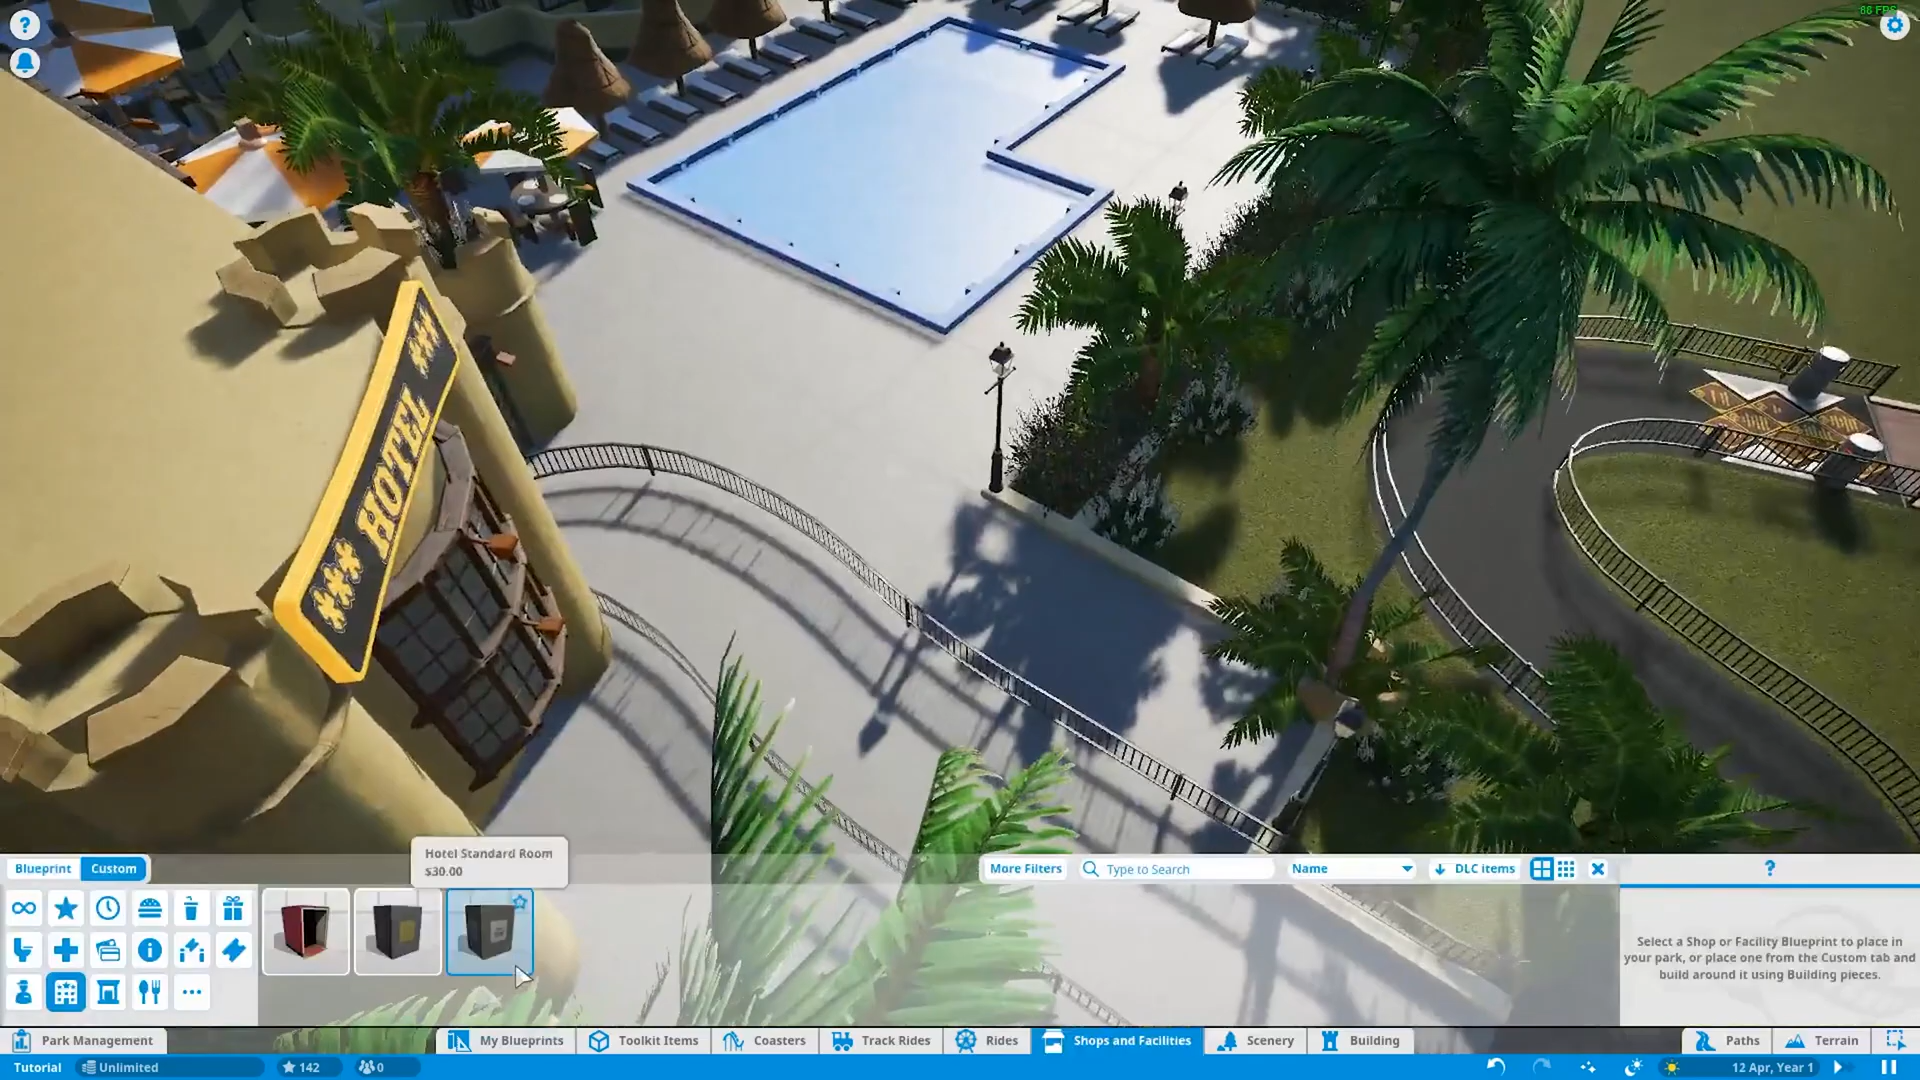 88 FPS
?
*** HOTEL ***
Hotel Standard Room
$30.00
Blueprint
Custom
More Filters
Type to Search
Name
DLC items
?
Select a Shop or Facility Blueprint to place in
your park, or place one from the Custom tab and
build around it using Building pieces.
Park Management
My Blueprints
Toolkit Items
Coasters
Track Rides
Rides
Shops and Facilities
Scenery
Building
Paths
Terrain
Tutorial
Unlimited
142
0
12 Apr, Year 1